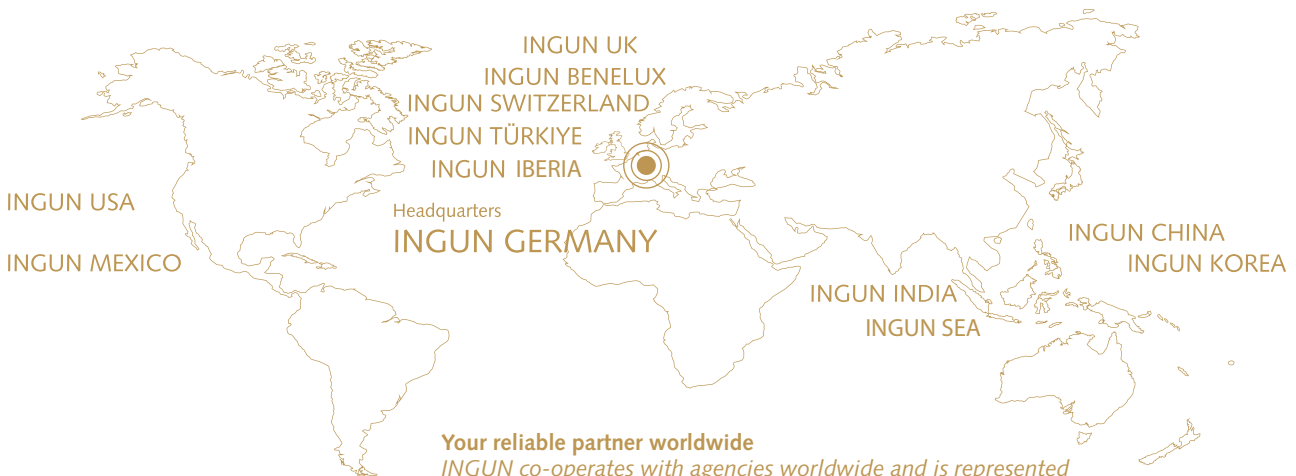 INGUN UK
INGUN BENELUX
INGUN SWITZERLAND
INGUN TÜRKIYE
INGUN IBERIA
INGUN USA
Headquarters
INGUN GERMANY
INGUN MEXICO
INGUN CHINA
INGUN KOREA
INGUN INDIA
INGUN SEA
Your reliable partner worldwide
INGUN co-operates with agencies worldwide and is represented